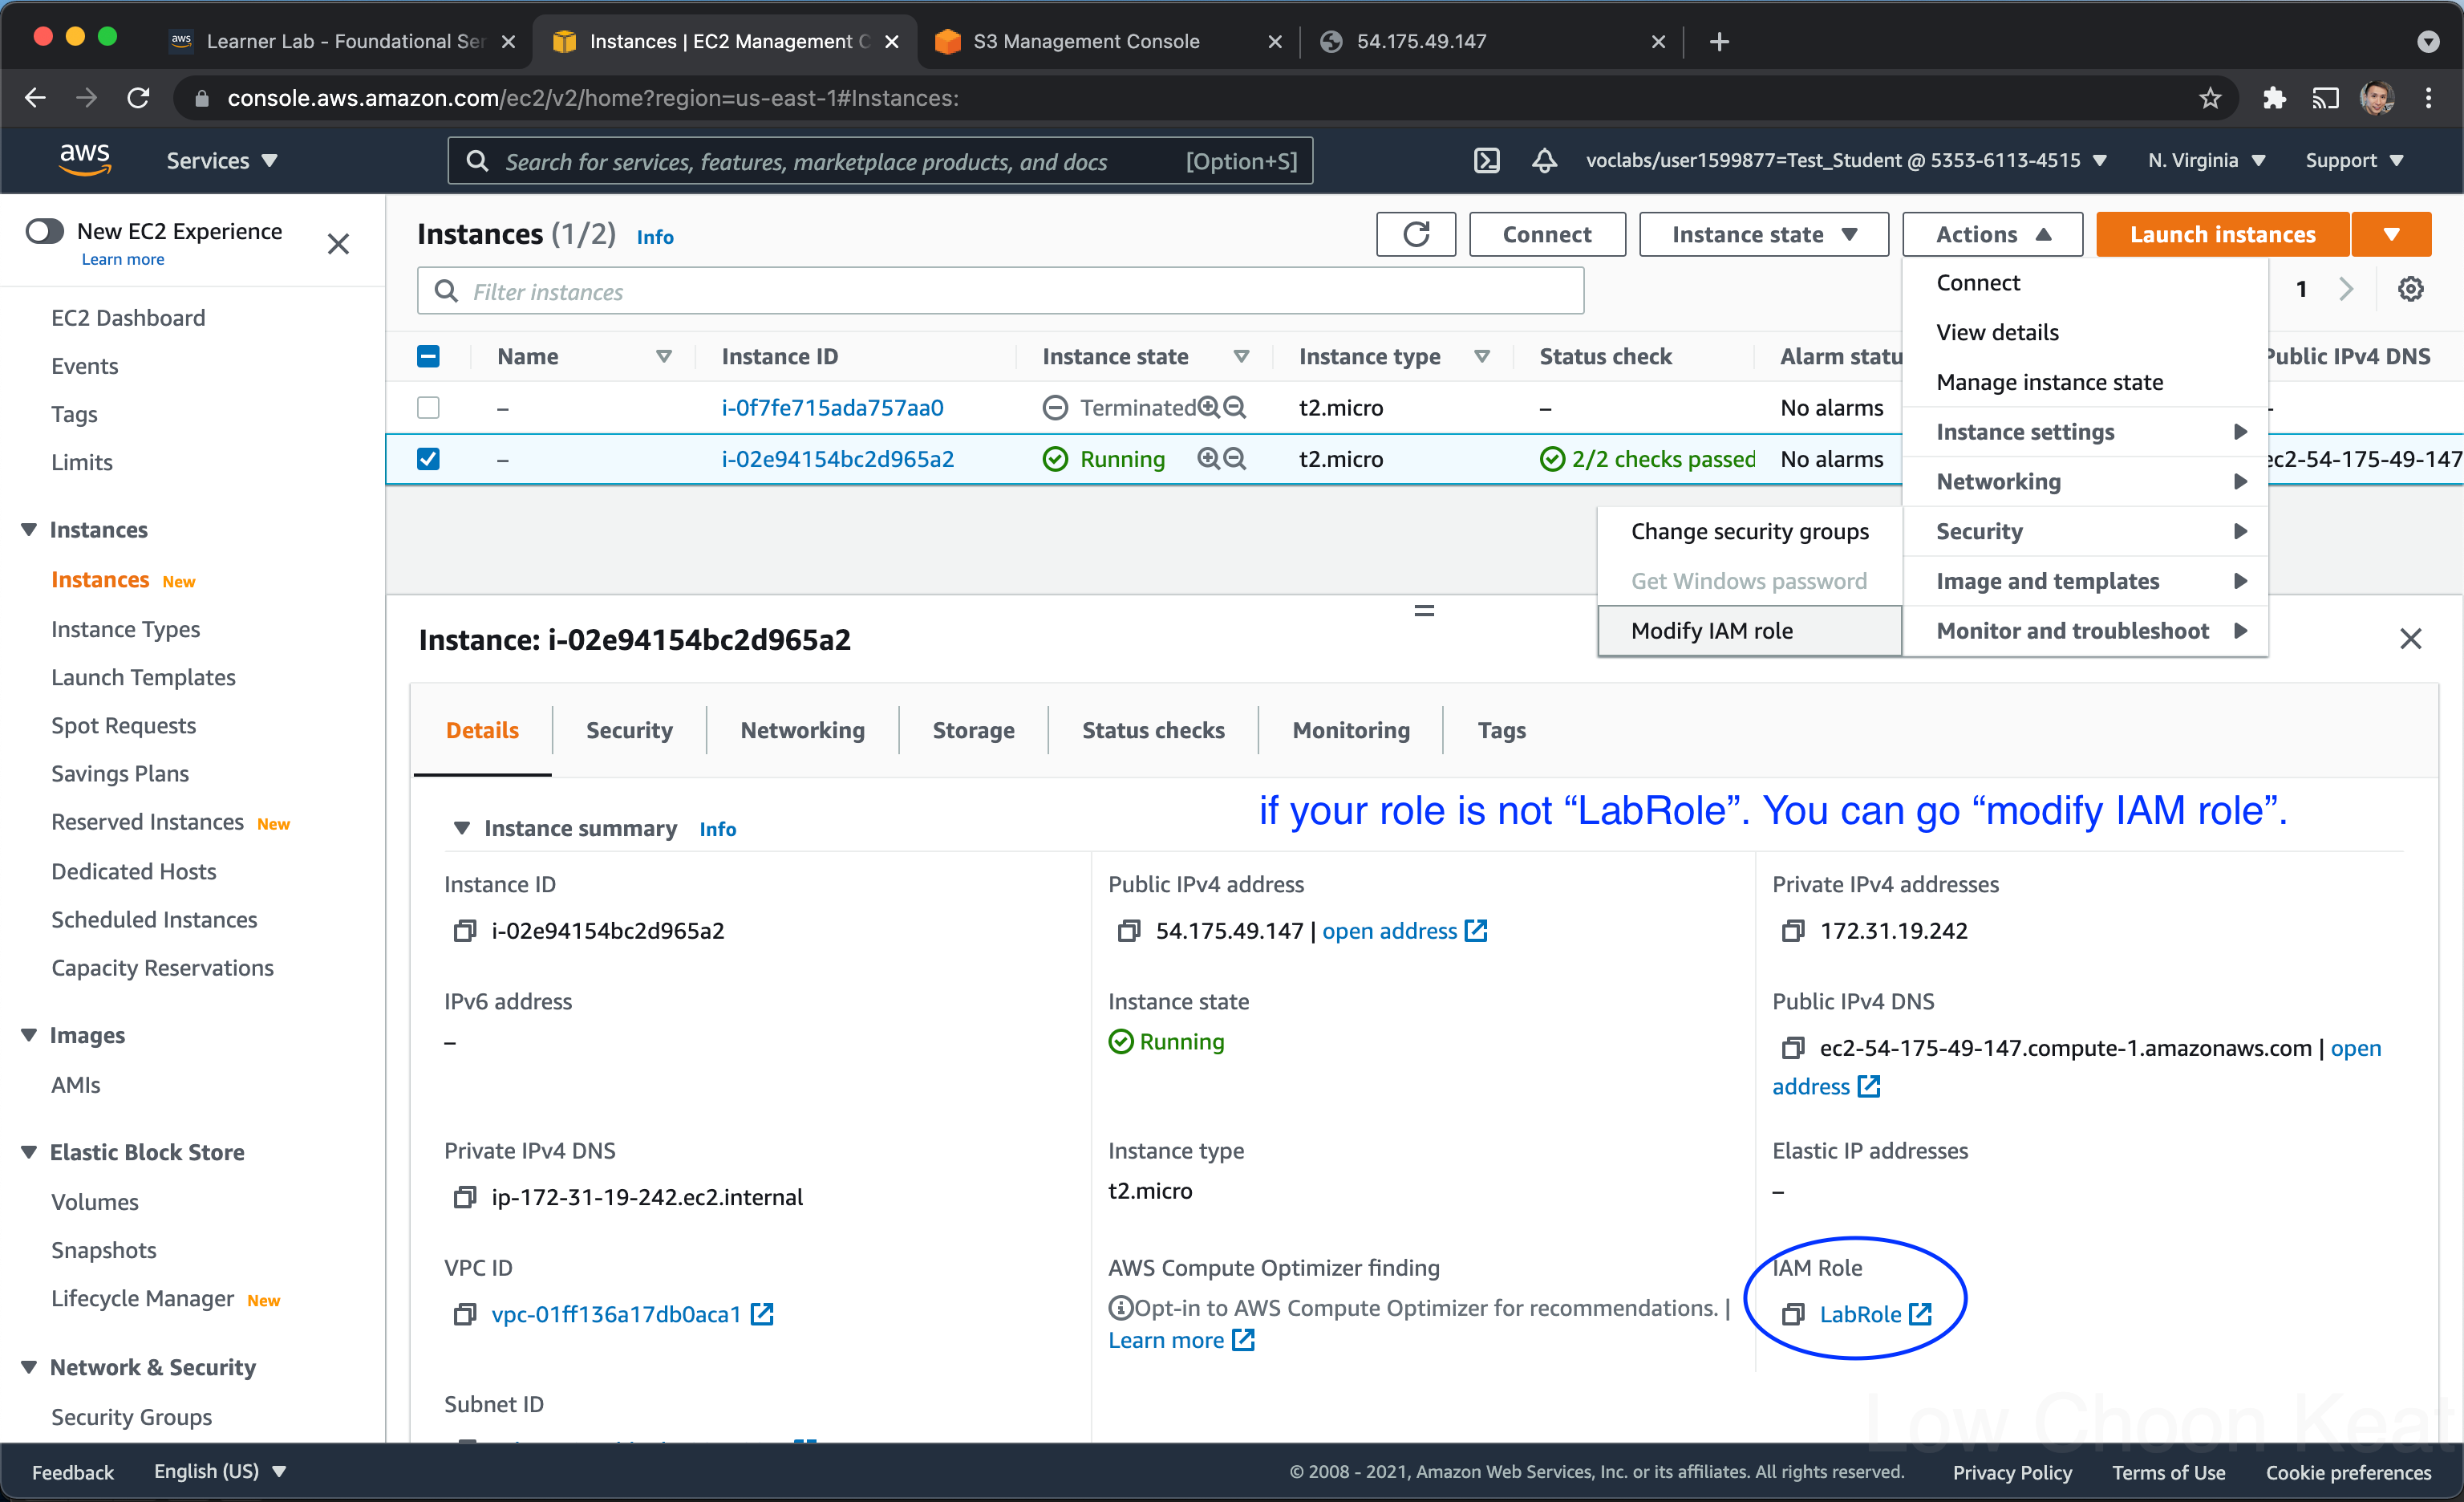 aws Learner Lab - Foundational Ser
Instances | EC2 Management C
S3 Management Console
54.175.49.147
console.aws.amazon.com/ec2/v2/home?region=us-east-1#Instances:
aws Services
Search for services, features, marketplace products, and docs [Option+S]
voclabs/user1599877=Test_Student @ 5353-6113-4515 N. Virginia Support
New EC2 Experience
Learn more
EC2 Dashboard
Events
Tags
Limits
Instances
Instances New
Instance Types
Launch Templates
Spot Requests
Savings Plans
Reserved Instances New
Dedicated Hosts
Scheduled Instances
Capacity Reservations
Images
AMIs
Elastic Block Store
Volumes
Snapshots
Lifecycle Manager New
Network & Security
Security Groups
Instances (1/2) Info
Connect Instance state Actions Launch instances
Filter instances
1
Name Instance ID Instance state Instance type Status check Alarm statu Public IPv4 DNS
– i-0f7fe715ada757aa0 Terminated t2.micro – No alarms –
– i-02e94154bc2d965a2 Running t2.micro 2/2 checks passed No alarms ec2-54-175-49-147
Connect
View details
Manage instance state
Instance settings
Networking
Security
Image and templates
Monitor and troubleshoot
Change security groups
Get Windows password
Modify IAM role
Instance: i-02e94154bc2d965a2
Details Security Networking Storage Status checks Monitoring Tags
if your role is not “LabRole”. You can go “modify IAM role”.
Instance summary Info
Instance ID
i-02e94154bc2d965a2
Public IPv4 address
54.175.49.147 | open address
Private IPv4 addresses
172.31.19.242
IPv6 address
–
Instance state
Running
Public IPv4 DNS
ec2-54-175-49-147.compute-1.amazonaws.com | open
address
Private IPv4 DNS
ip-172-31-19-242.ec2.internal
Instance type
t2.micro
Elastic IP addresses
–
VPC ID
vpc-01ff136a17db0aca1
AWS Compute Optimizer finding
Opt-in to AWS Compute Optimizer for recommendations. |
Learn more
IAM Role
LabRole
Subnet ID
Low Choon Keat
Feedback English (US)
© 2008 - 2021, Amazon Web Services, Inc. or its affiliates. All rights reserved. Privacy Policy Terms of Use Cookie preferences